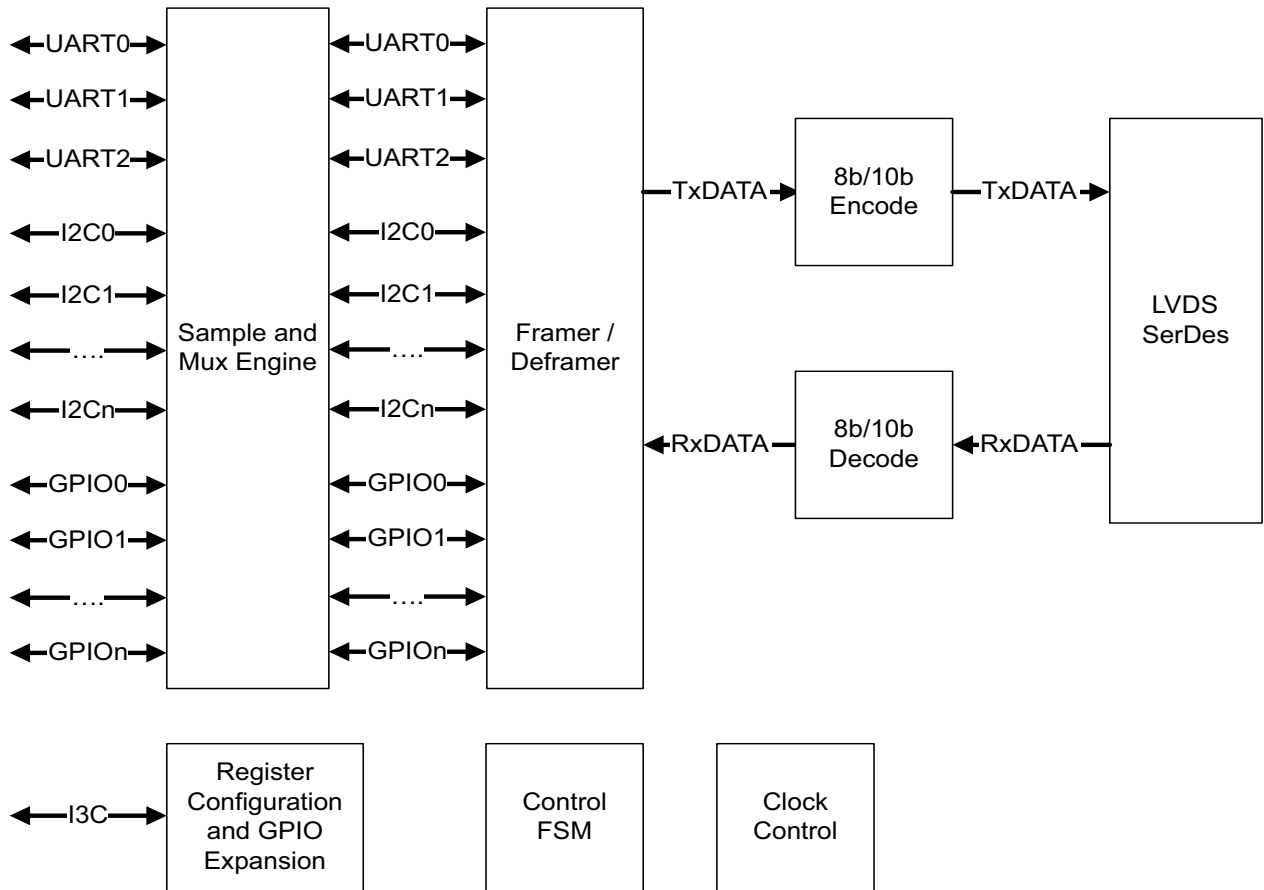 UART0
UART0
UART1
UART1
UART2
UART2
TxDATA
8b/10b
Encode
TxDATA
I2C0
I2C0
I2C1
I2C1
LVDS
SerDes
Sample and
Mux Engine
Framer /
Deframer
....
....
I2Cn
I2Cn
RxDATA
8b/10b
Decode
RxDATA
GPIO0
GPIO0
GPIO1
GPIO1
....
....
GPIOn
GPIOn
I3C
Register
Configuration
and GPIO
Expansion
Control
FSM
Clock
Control